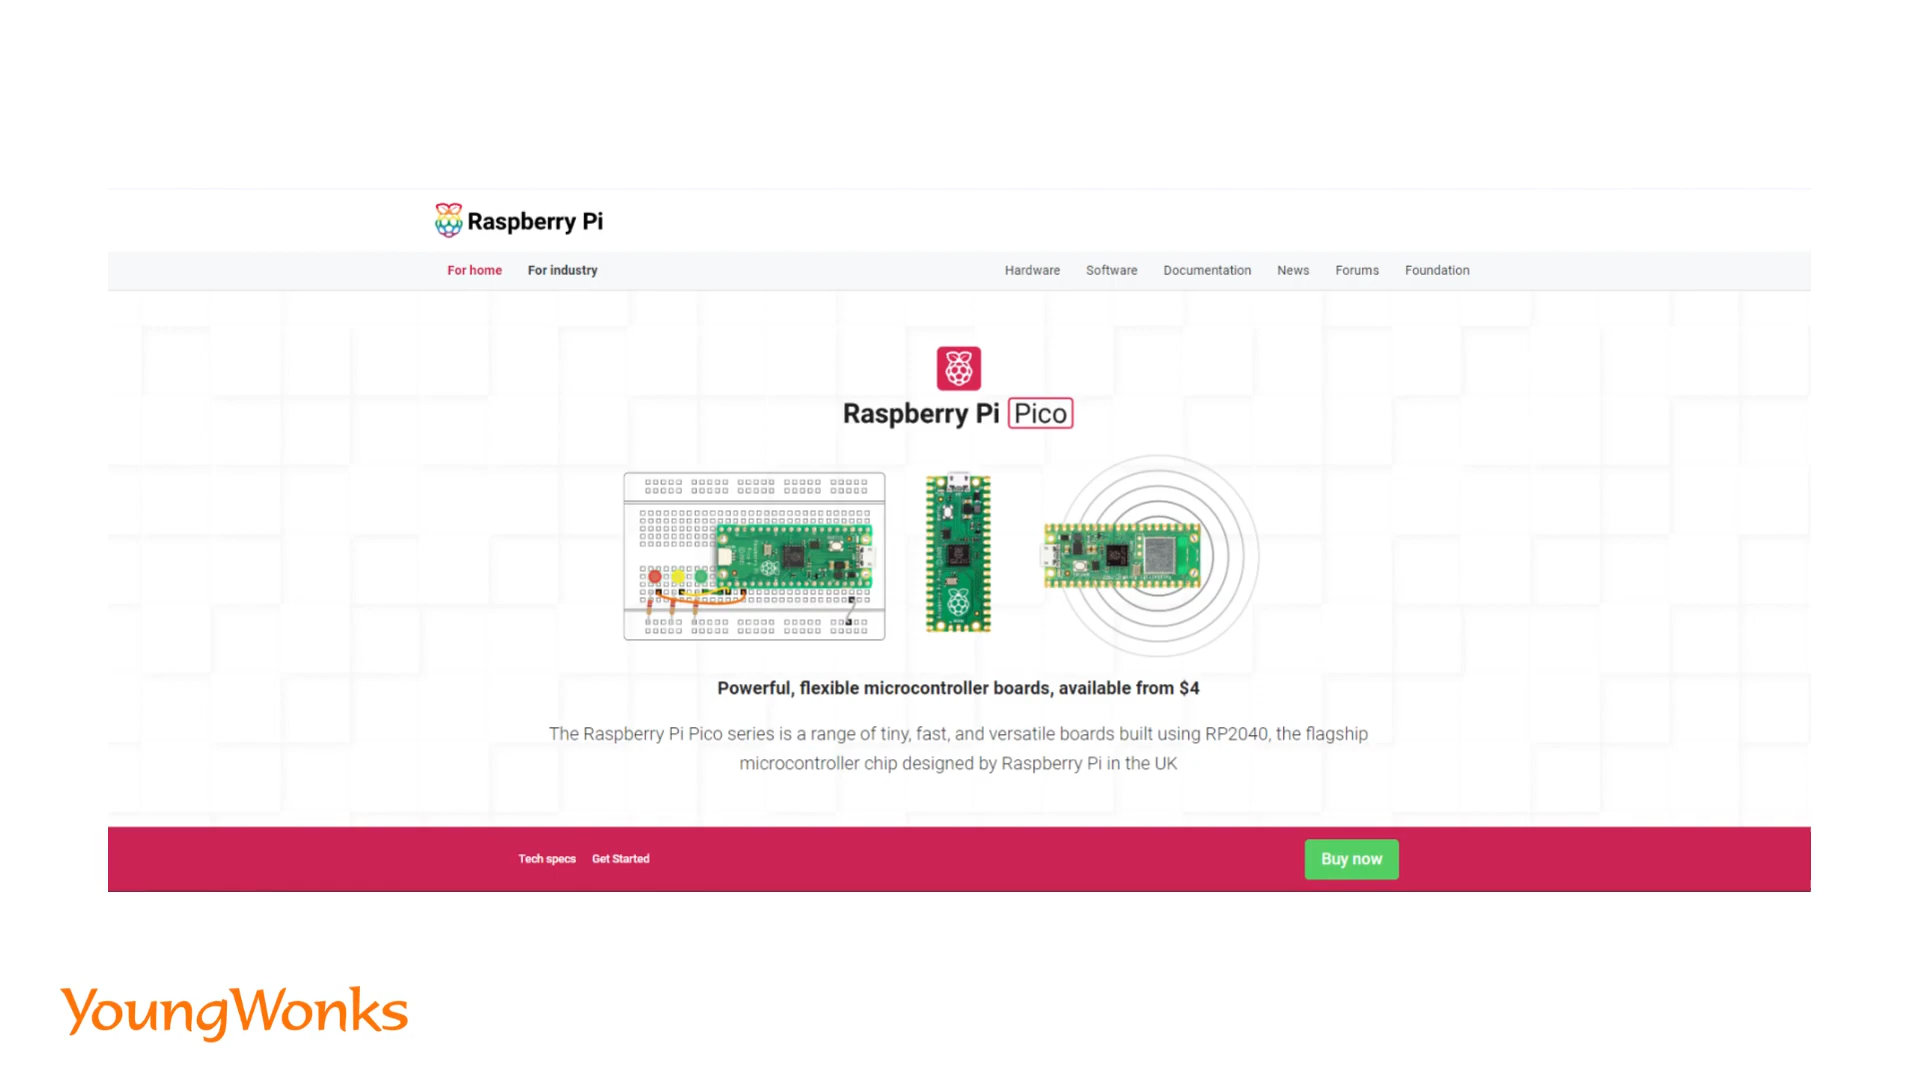 Raspberry Pi
For home For industry Hardware Software Documentation News Forums Foundation
Raspberry Pi Pico
Powerful, flexible microcontroller boards, available from $4
The Raspberry Pi Pico series is a range of tiny, fast, and versatile boards built using RP2040, the flagship
microcontroller chip designed by Raspberry Pi in the UK
Tech specs Get Started Buy now
YoungWonks